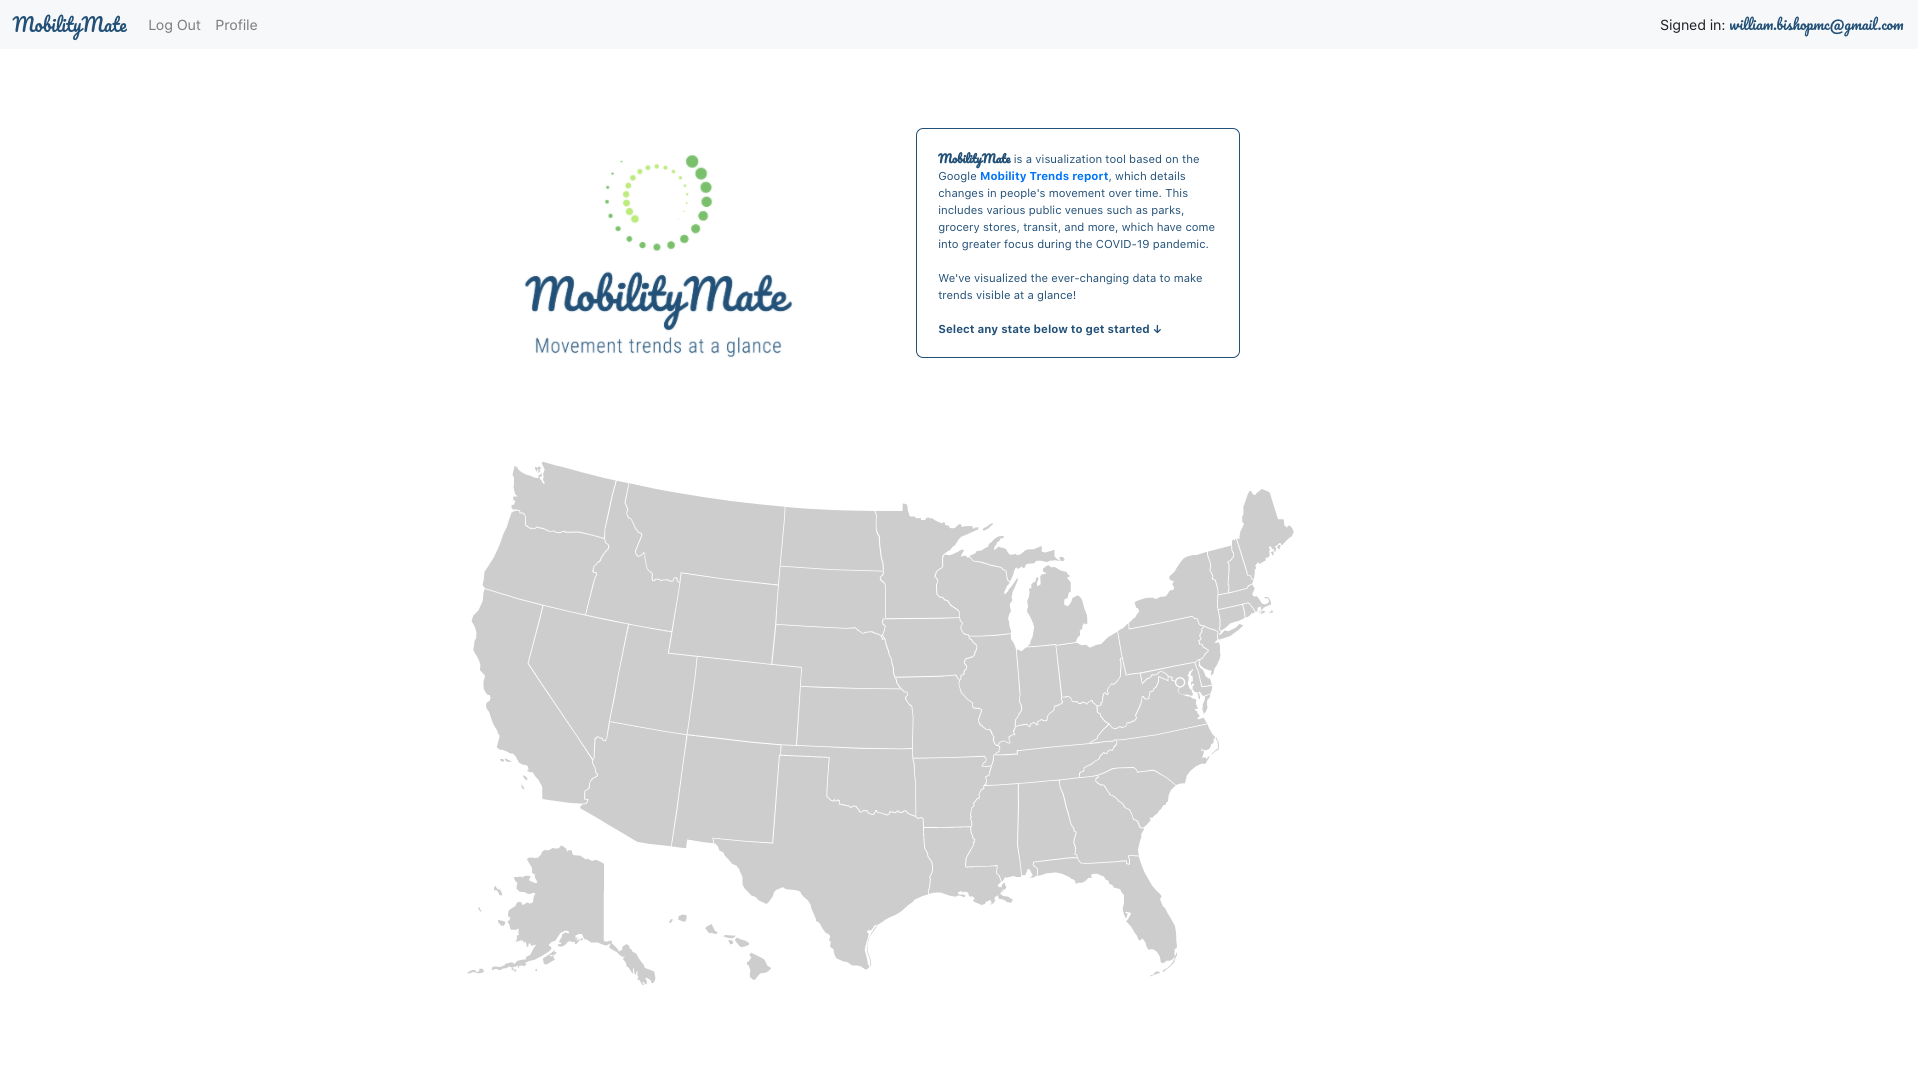 MobilityMate Log Out Profile Signed in: william.bishopmc@gmail.com
MobilityMate
Movement trends at a glance
MobilityMate is a visualization tool based on the
Google Mobility Trends report, which details
changes in people's movement over time. This
includes various public venues such as parks,
grocery stores, transit, and more, which have come
into greater focus during the COVID-19 pandemic.
We've visualized the ever-changing data to make
trends visible at a glance!
Select any state below to get started ↓